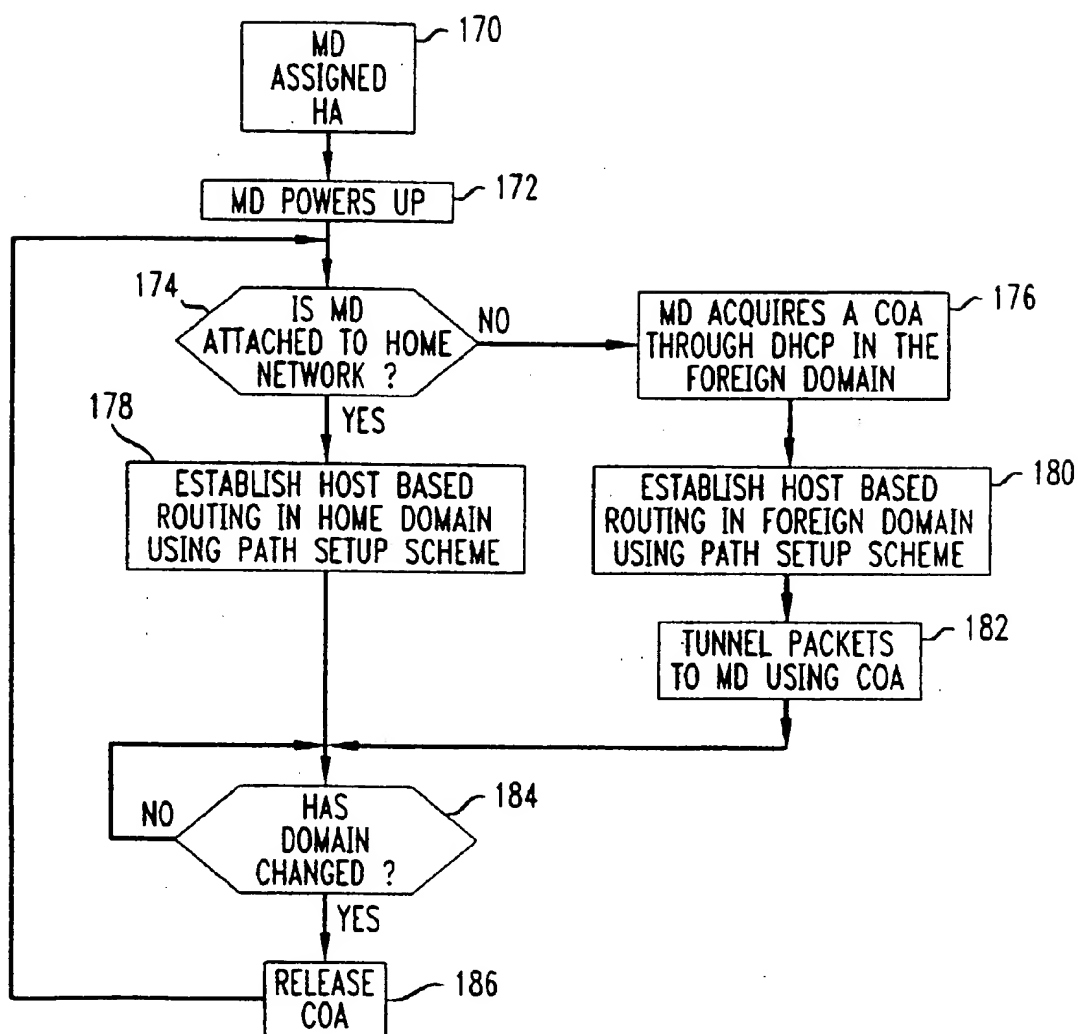 MD
ASSIGNED
HA
170
MD POWERS UP
172
174
IS MD
ATTACHED TO HOME
NETWORK ?
NO
YES
MD ACQUIRES A COA
THROUGH DHCP IN THE
FOREIGN DOMAIN
176
178
ESTABLISH HOST BASED
ROUTING IN HOME DOMAIN
USING PATH SETUP SCHEME
ESTABLISH HOST BASED
ROUTING IN FOREIGN DOMAIN
USING PATH SETUP SCHEME
180
TUNNEL PACKETS
TO MD USING COA
182
HAS
DOMAIN
CHANGED ?
184
NO
YES
RELEASE
COA
186